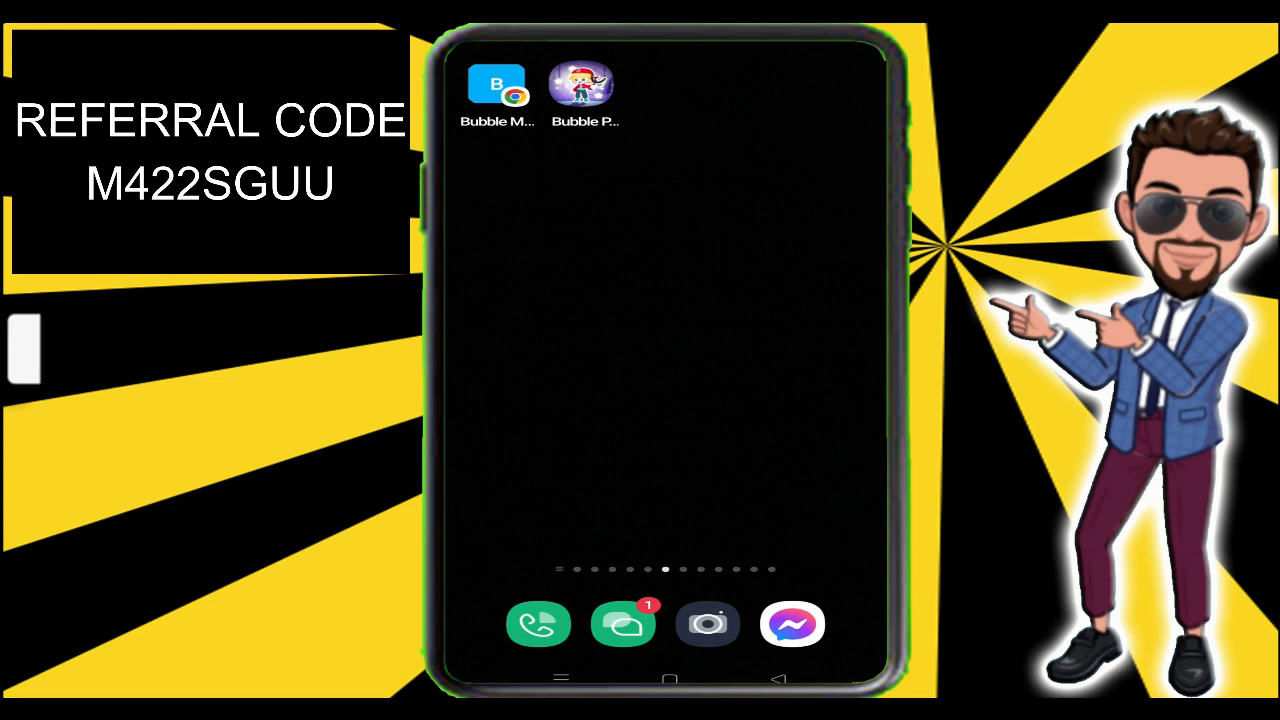 REFERRAL CODE
M422SGUU
B
Bubble M...
Bubble P...
1